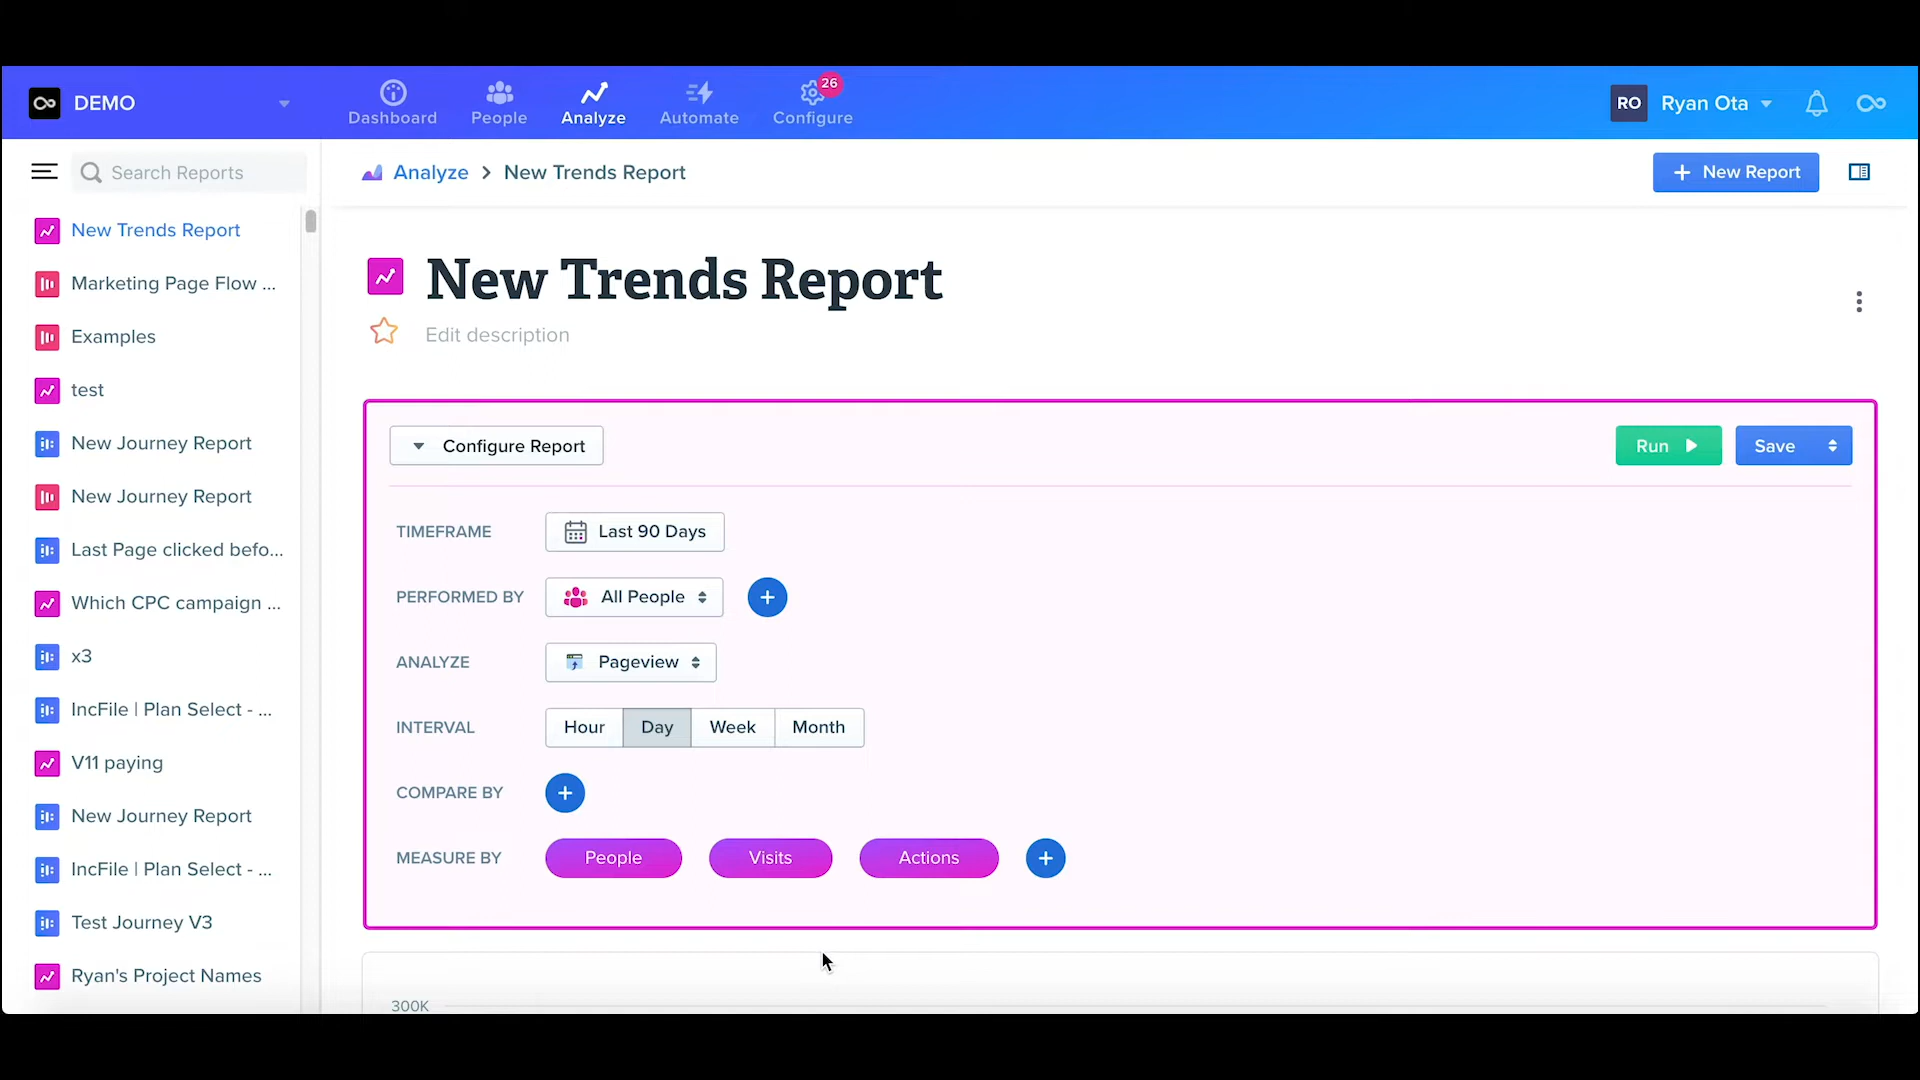 DEMO
Dashboard
People
Analyze
Automate
26
Configure
RO
Ryan Ota
Search Reports
Analyze > New Trends Report
+ New Report
New Trends Report
Marketing Page Flow ...
Examples
test
New Journey Report
New Journey Report
Last Page clicked befo...
Which CPC campaign ...
x3
IncFile | Plan Select - ...
V11 paying
New Journey Report
IncFile | Plan Select - ...
Test Journey V3
Ryan's Project Names
New Trends Report
Edit description
Configure Report
Run
Save
TIMEFRAME
Last 90 Days
PERFORMED BY
All People
+
ANALYZE
Pageview
INTERVAL
Hour
Day
Week
Month
COMPARE BY
+
MEASURE BY
People
Visits
Actions
+
300K